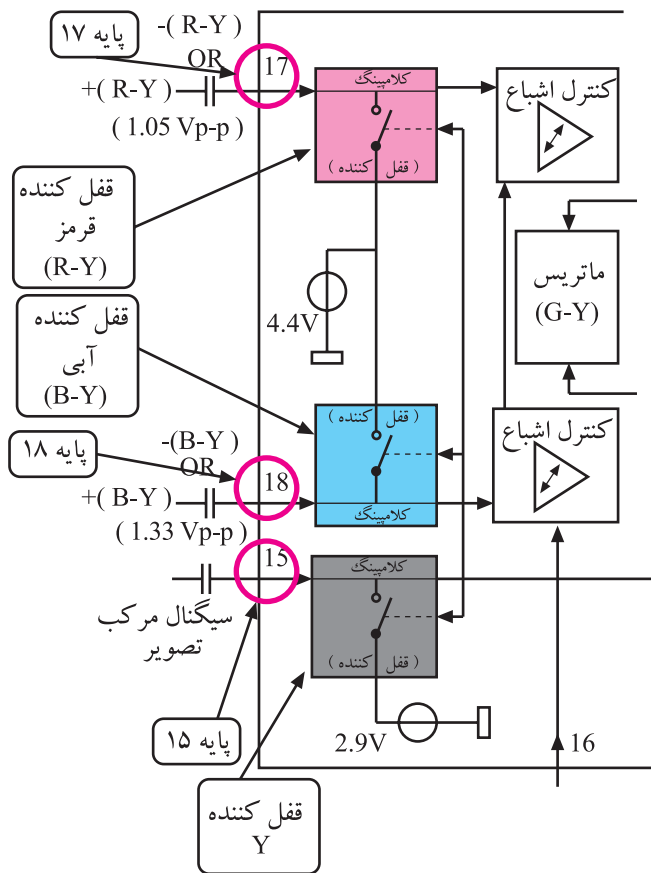 -(R-Y)
پایه ۱۷
OR
17
+( R-Y )
( 1.05 Vp-p )
کلامپینگ
( قفل کننده )
کنترل اشباع
قفل کننده
قرمز
(R-Y)
ماتریس
(G-Y)
4.4V
قفل کننده
آبی
(B-Y)
( قفل کننده )
کلامپینگ
کنترل اشباع
-(B-Y)
پایه ۱۸
OR
18
+( B-Y )
( 1.33 Vp-p )
15
کلامپینگ
( قفل کننده )
سیگنال مرکب
تصویر
پایه ۱۵
2.9V
16
قفل کننده
Y